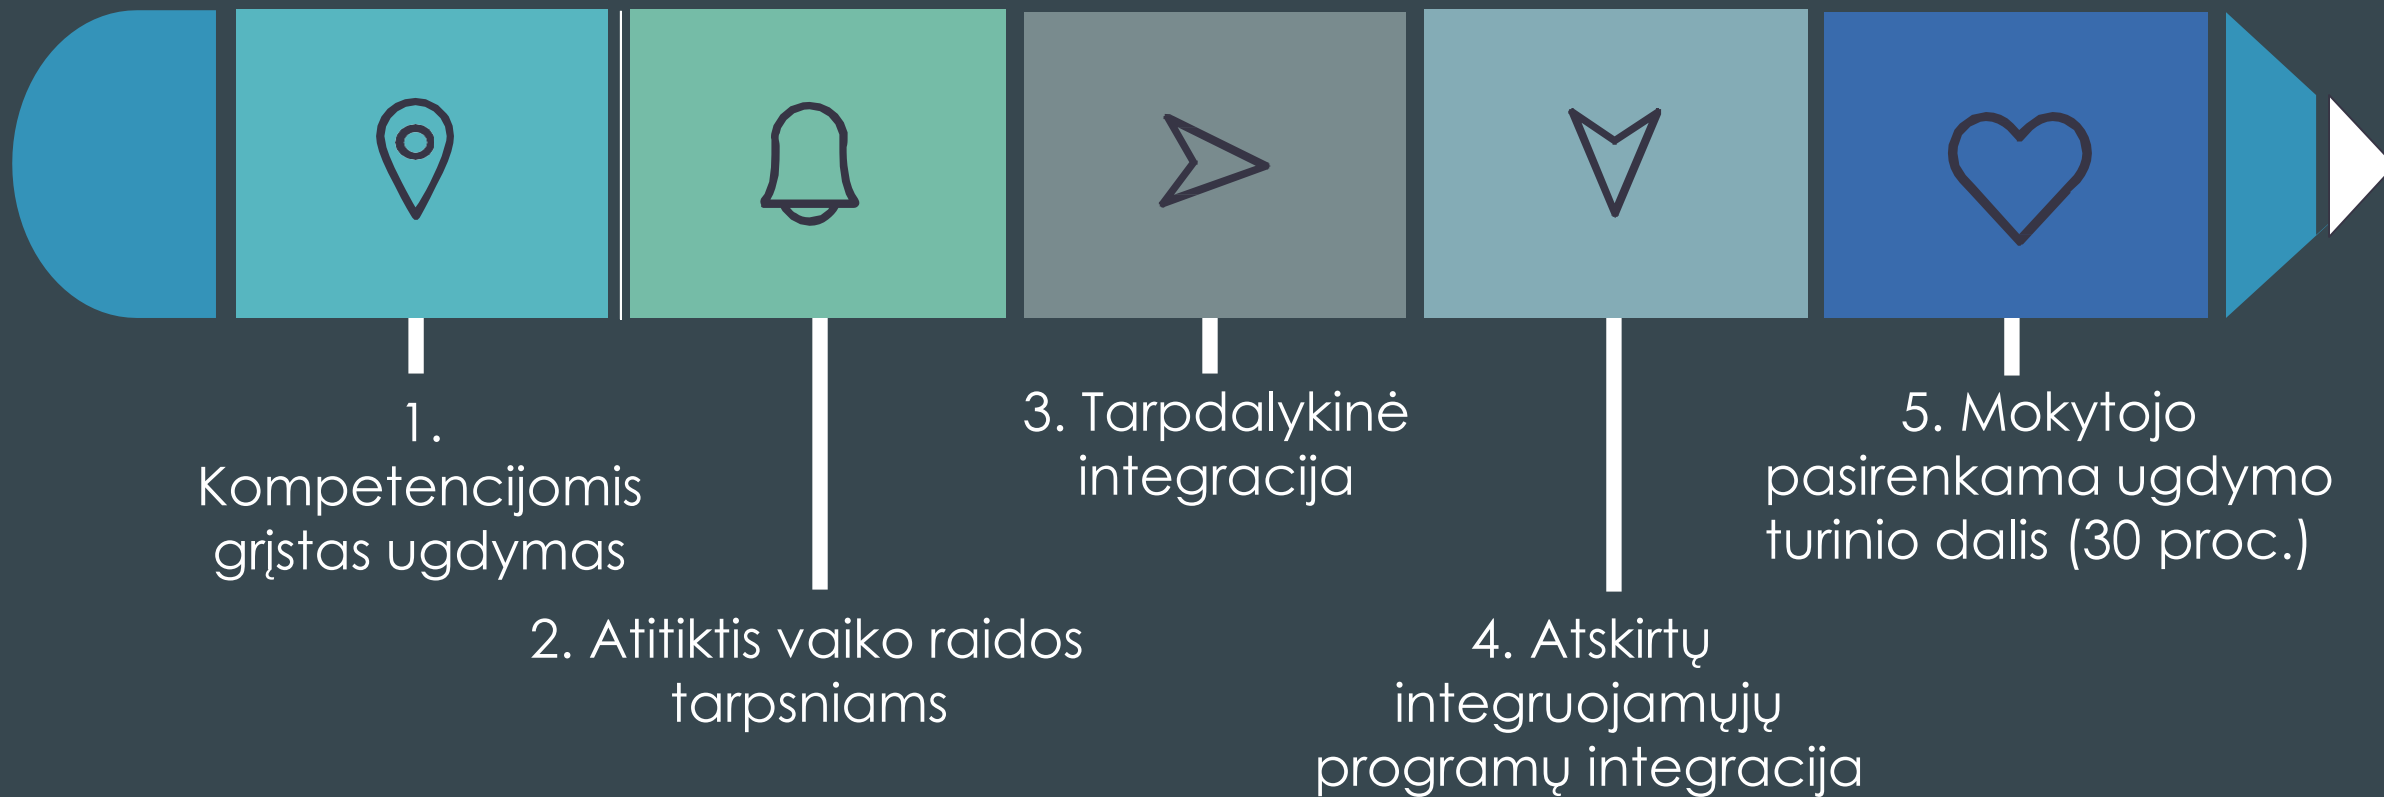 1.
Kompetencijomis
grįstas ugdymas
2. Atitiktis vaiko raidos
tarpsniams
3. Tarpdalykinė
integracija
4. Atskirtų
integruojamųjų
programų integracija
5. Mokytojo
pasirenkama ugdymo
turinio dalis (30 proc.)